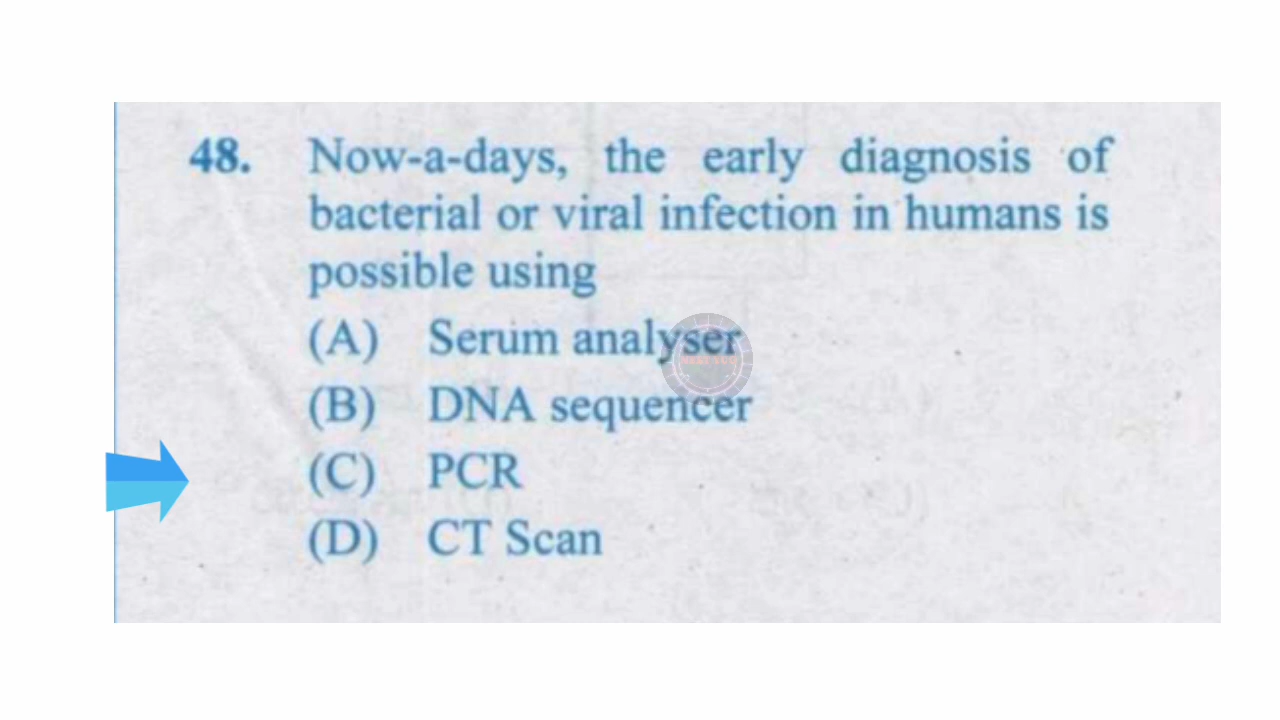 48. Now-a-days, the early diagnosis of
bacterial or viral infection in humans is
possible using
(A) Serum analyser
(B) DNA sequencer
(C) PCR
(D) CT Scan